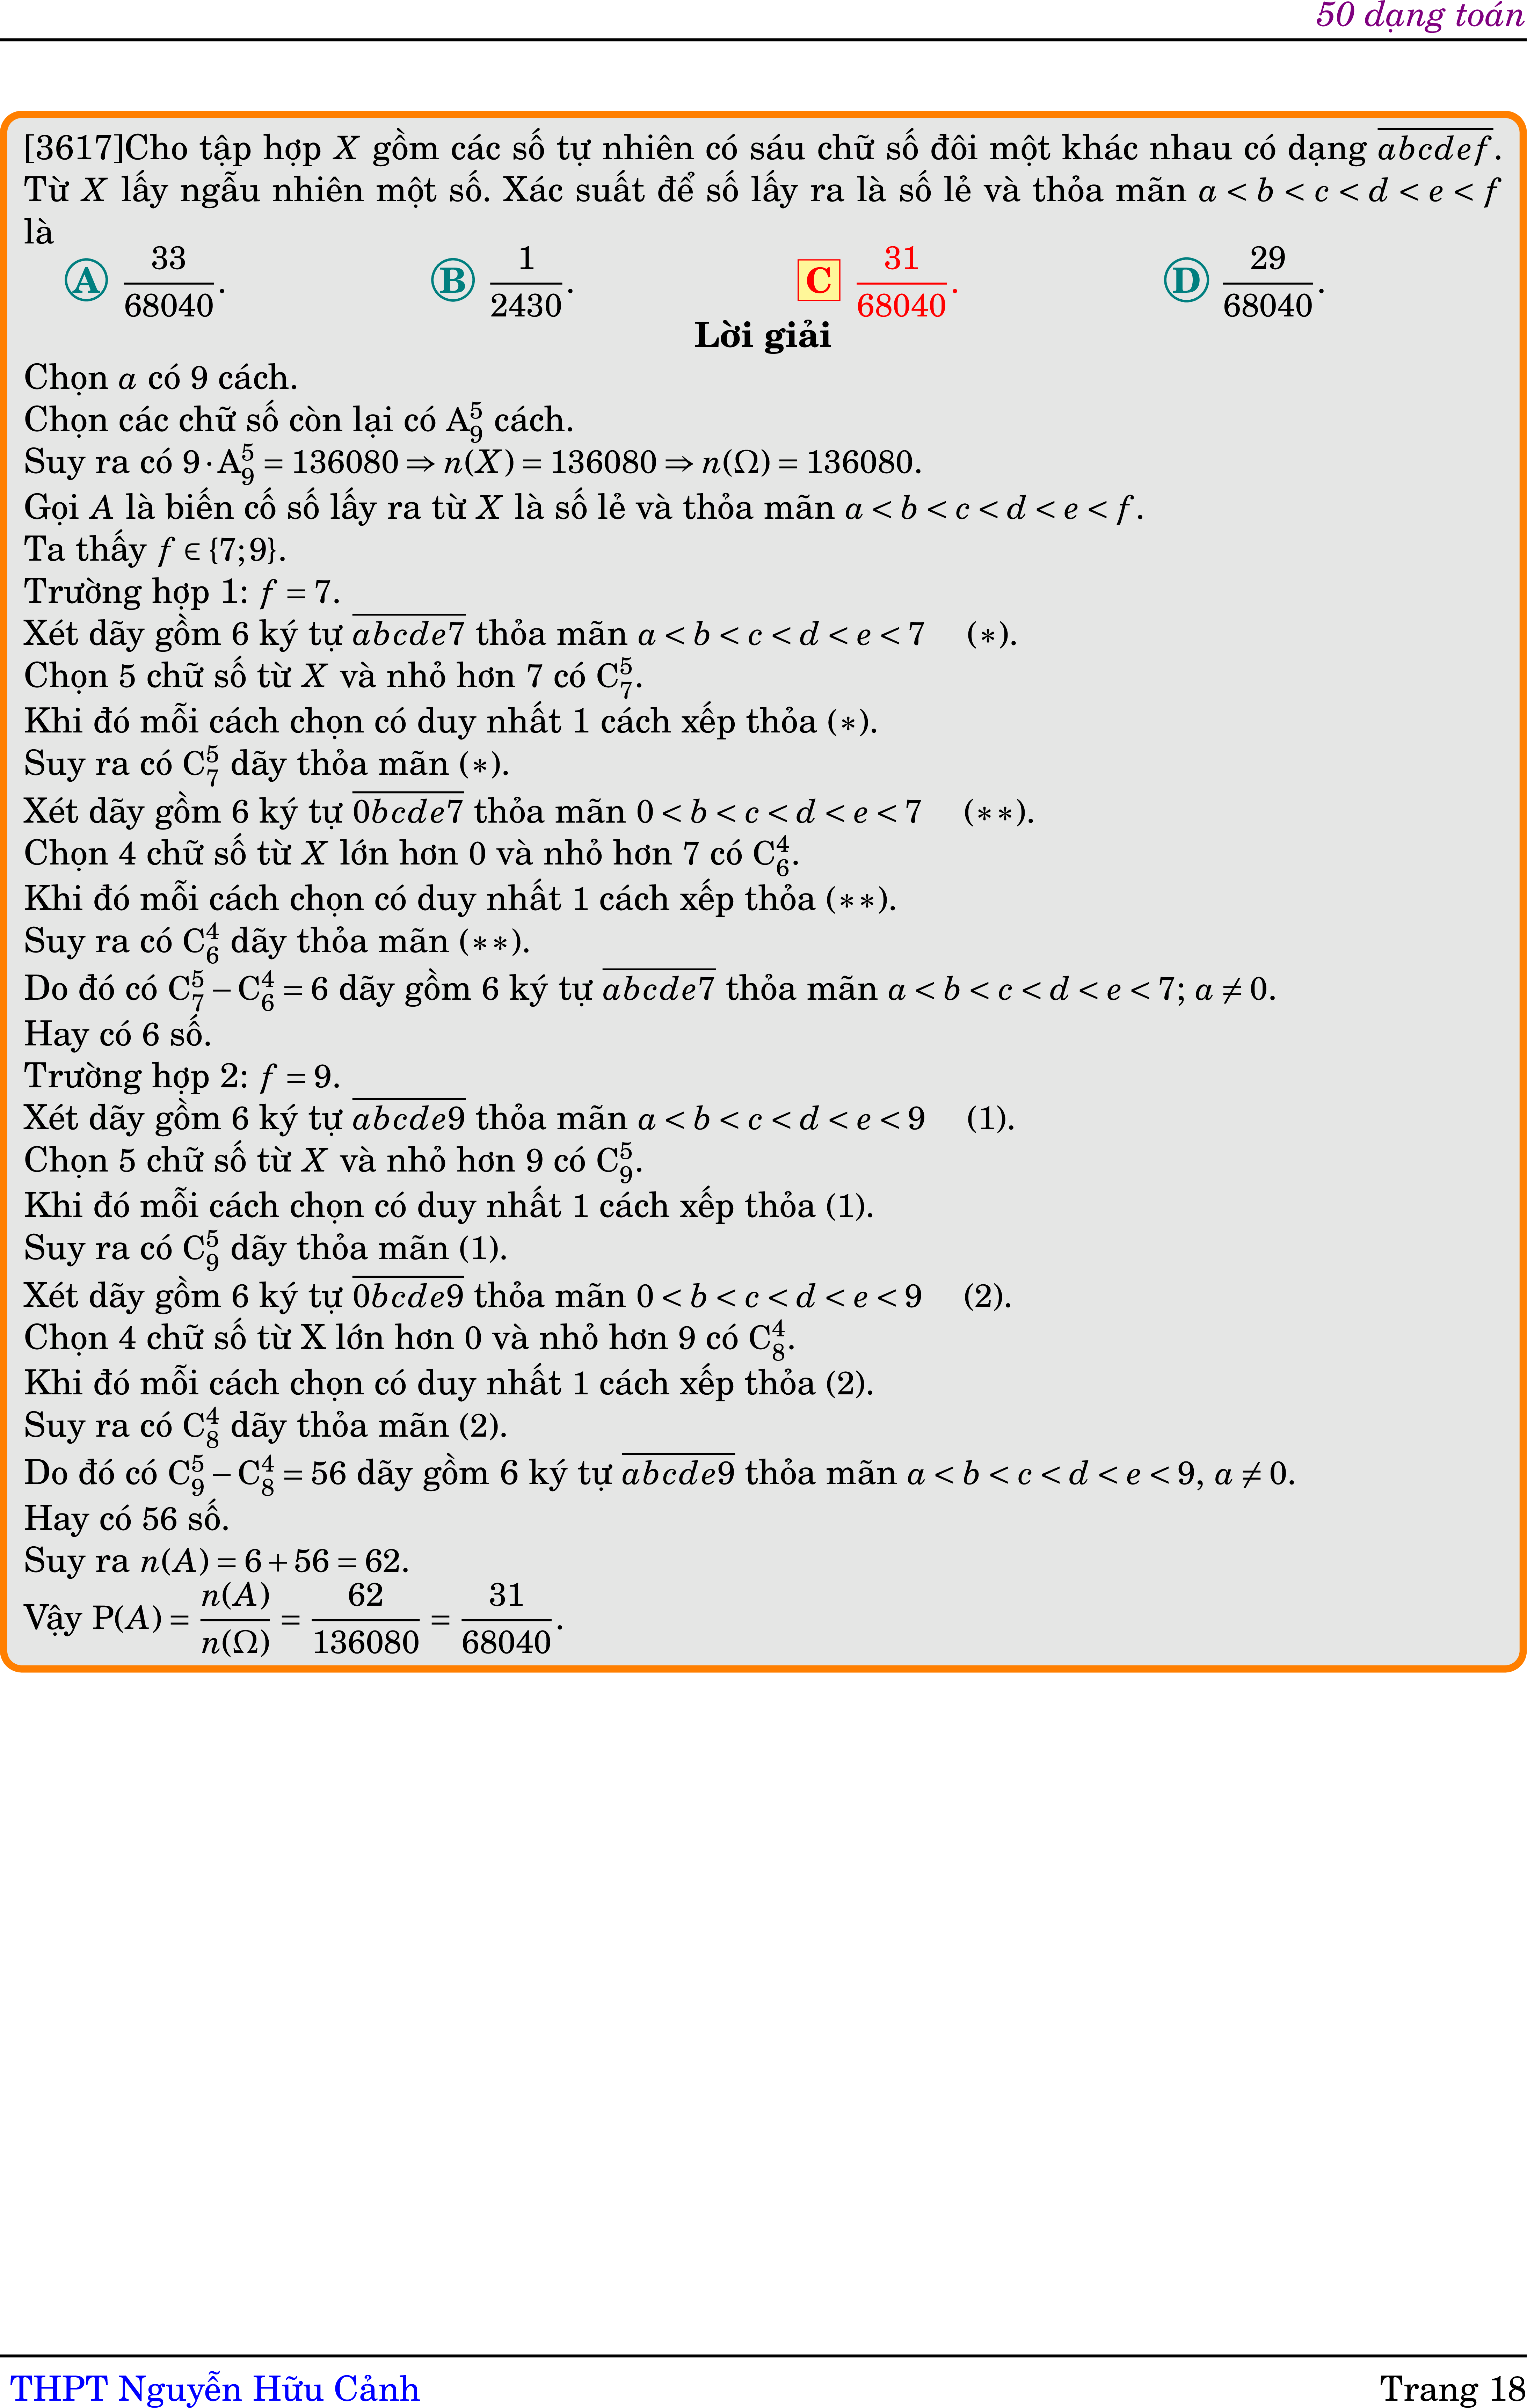 50 dạng toán
[3617]Cho tập hợp X gồm các số tự nhiên có sáu chữ số đôi một khác nhau có dạng $\overline{abcdef}$.
Từ X lấy ngẫu nhiên một số. Xác suất để số lấy ra là số lẻ và thỏa mãn a < b < c < d < e < f
là
A $\frac{33}{68040}$. B $\frac{1}{2430}$. C $\frac{31}{68040}$. D $\frac{29}{68040}$.
Lời giải
Chọn a có 9 cách.
Chọn các chữ số còn lại có $A_9^5$ cách.
Suy ra có $9 \cdot A_9^5 = 136080 \Rightarrow n(X) = 136080 \Rightarrow n(\Omega) = 136080$.
Gọi A là biến cố số lấy ra từ X là số lẻ và thỏa mãn a < b < c < d < e < f.
Ta thấy f ∈ {7;9}.
Trường hợp 1: f = 7.
Xét dãy gồm 6 ký tự $\overline{abcde7}$ thỏa mãn a < b < c < d < e < 7 (∗).
Chọn 5 chữ số từ X và nhỏ hơn 7 có $C_7^5$.
Khi đó mỗi cách chọn có duy nhất 1 cách xếp thỏa (∗).
Suy ra có $C_7^5$ dãy thỏa mãn (∗).
Xét dãy gồm 6 ký tự $\overline{0bcde7}$ thỏa mãn 0 < b < c < d < e < 7 (∗∗).
Chọn 4 chữ số từ X lớn hơn 0 và nhỏ hơn 7 có $C_6^4$.
Khi đó mỗi cách chọn có duy nhất 1 cách xếp thỏa (∗∗).
Suy ra có $C_6^4$ dãy thỏa mãn (∗∗).
Do đó có $C_7^5 - C_6^4 = 6$ dãy gồm 6 ký tự $\overline{abcde7}$ thỏa mãn a < b < c < d < e < 7; a ≠ 0.
Hay có 6 số.
Trường hợp 2: f = 9.
Xét dãy gồm 6 ký tự $\overline{abcde9}$ thỏa mãn a < b < c < d < e < 9 (1).
Chọn 5 chữ số từ X và nhỏ hơn 9 có $C_9^5$.
Khi đó mỗi cách chọn có duy nhất 1 cách xếp thỏa (1).
Suy ra có $C_9^5$ dãy thỏa mãn (1).
Xét dãy gồm 6 ký tự $\overline{0bcde9}$ thỏa mãn 0 < b < c < d < e < 9 (2).
Chọn 4 chữ số từ X lớn hơn 0 và nhỏ hơn 9 có $C_8^4$.
Khi đó mỗi cách chọn có duy nhất 1 cách xếp thỏa (2).
Suy ra có $C_8^4$ dãy thỏa mãn (2).
Do đó có $C_9^5 - C_8^4 = 56$ dãy gồm 6 ký tự $\overline{abcde9}$ thỏa mãn a < b < c < d < e < 9, a ≠ 0.
Hay có 56 số.
Suy ra n(A) = 6 + 56 = 62.
Vậy $P(A) = \frac{n(A)}{n(\Omega)} = \frac{62}{136080} = \frac{31}{68040}$.
THPT Nguyễn Hữu Cảnh Trang 18